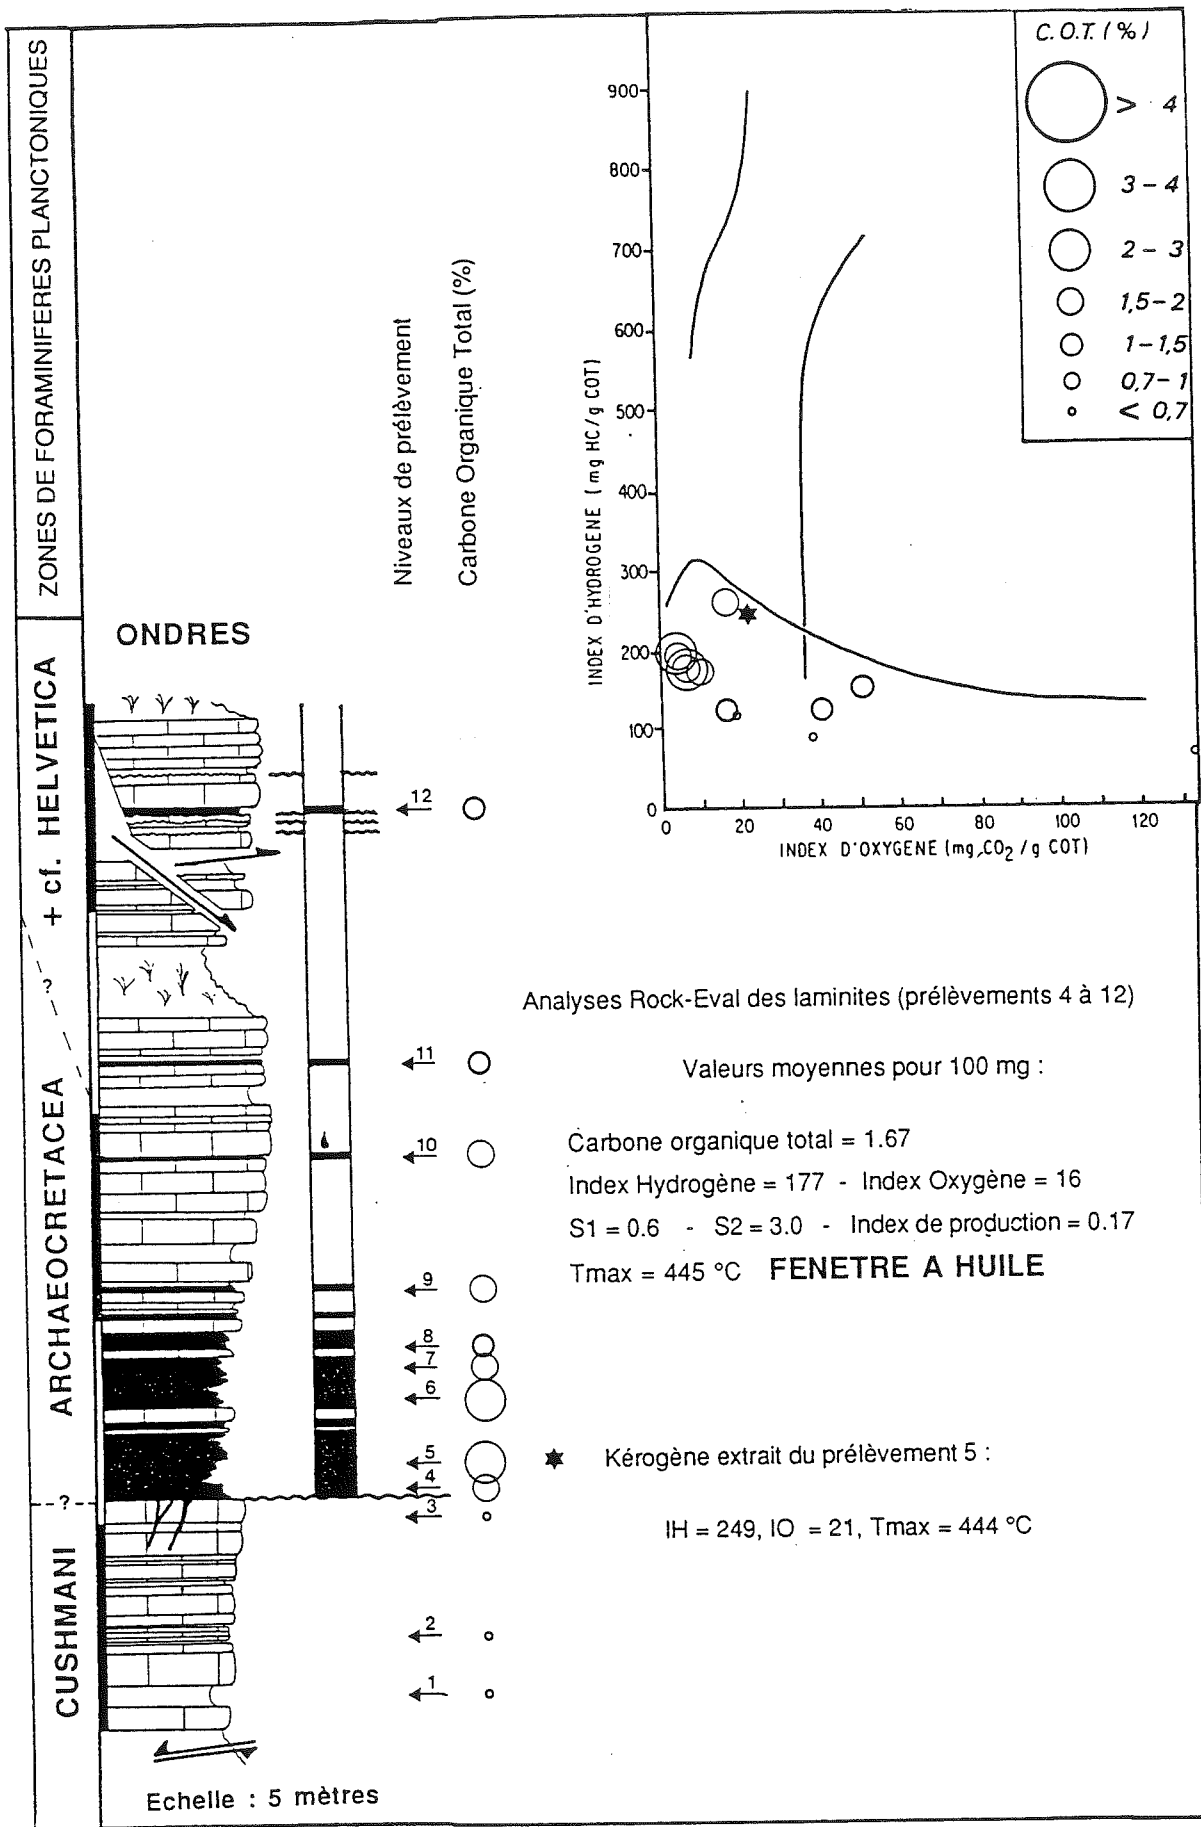 ZONES DE FORAMINIFERES PLANCTONIQUES
+ cf. HELVETICA
?
ARCHAEOCRETACEA
?
CUSHMANI
ONDRES
Niveaux de prélèvement
Carbone Organique Total (%)
12
11
10
9
8
7
6
5
4
3
2
1
Echelle : 5 mètres
C.O.T. (%)
> 4
3 - 4
2 - 3
1,5 - 2
1 - 1,5
0,7 - 1
< 0,7
INDEX D'HYDROGENE (mg HC/g COT)
900
800
700
600
500
400
300
200
100
0
0 20 40 60 80 100 120
INDEX D'OXYGENE (mg CO2 / g COT)
Analyses Rock-Eval des laminites (prélèvements 4 à 12)
Valeurs moyennes pour 100 mg :
Carbone organique total = 1.67
Index Hydrogène = 177 - Index Oxygène = 16
S1 = 0.6 - S2 = 3.0 - Index de production = 0.17
Tmax = 445 °C FENETRE A HUILE
Kérogène extrait du prélèvement 5 :
IH = 249, IO = 21, Tmax = 444 °C